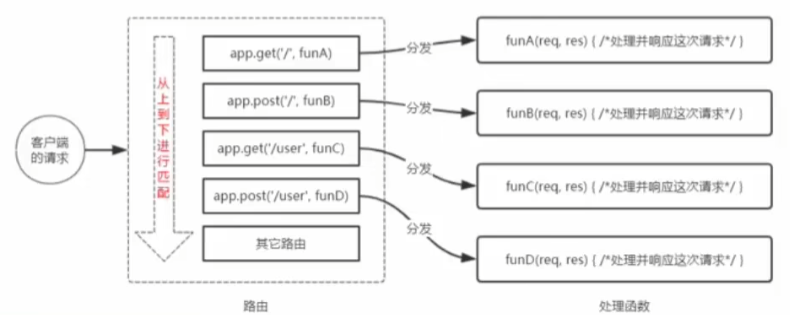 客户端
的请求
从上到下进行匹配
app.get('/', funA)
app.post('/', funB)
app.get('/user', funC)
app.post('/user', funD)
其它路由
路由
分发
分发
分发
分发
funA(req, res) { /*处理并响应这次请求*/ }
funB(req, res) { /*处理并响应这次请求*/ }
funC(req, res) { /*处理并响应这次请求*/ }
funD(req, res) { /*处理并响应这次请求*/ }
处理函数